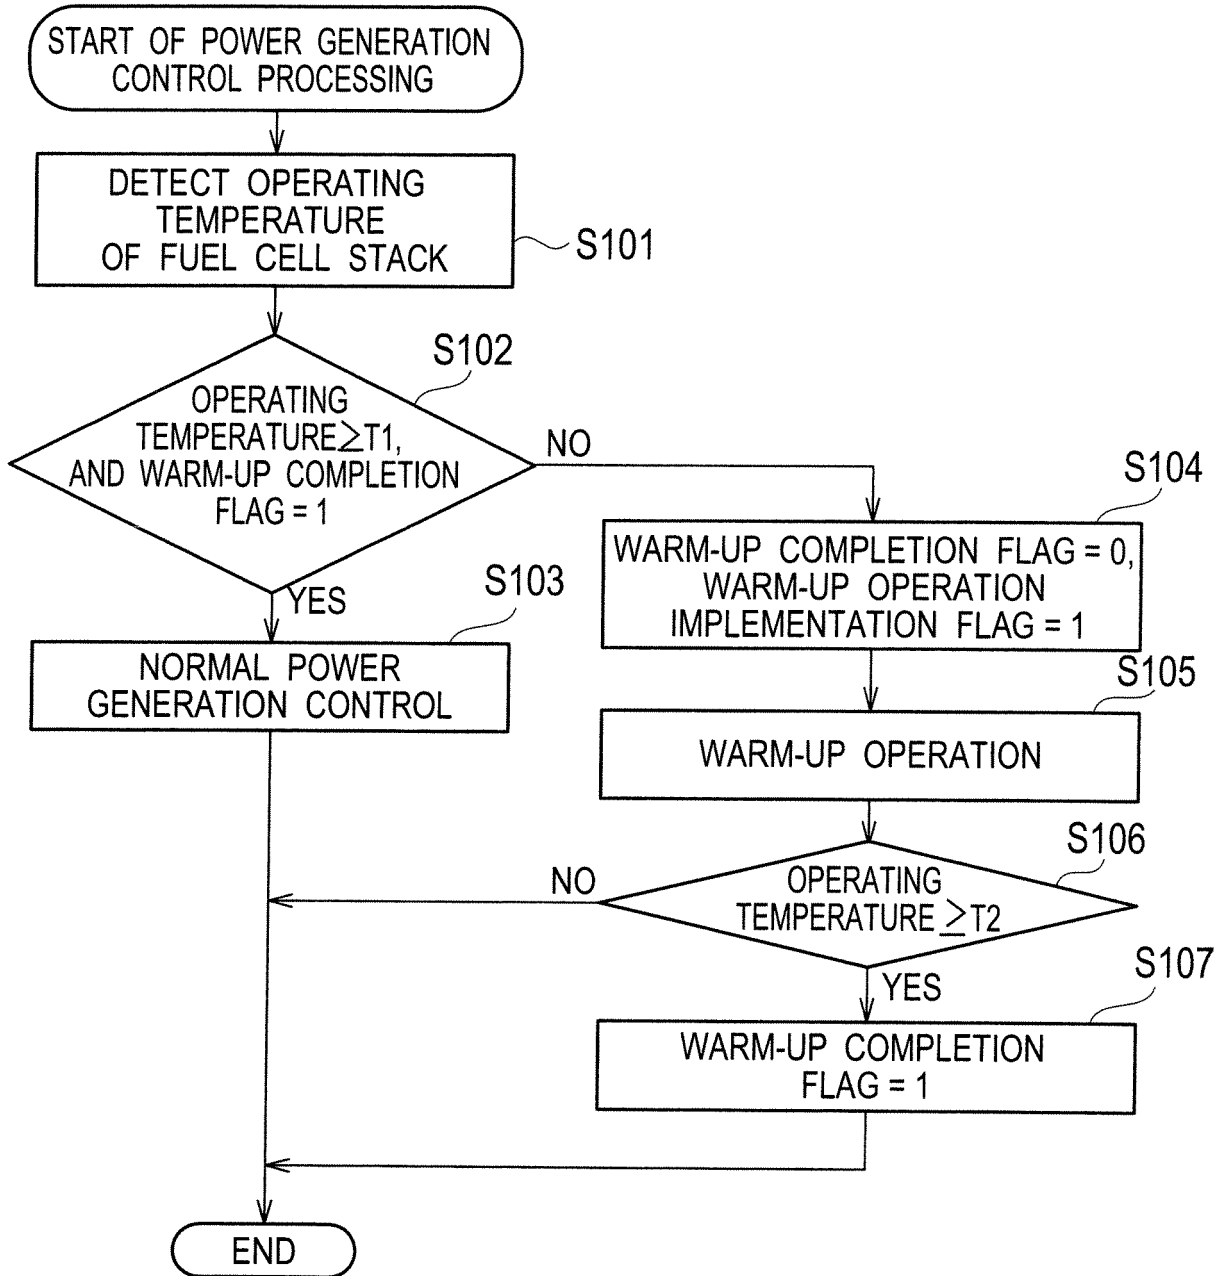 START OF POWER GENERATION
CONTROL PROCESSING
DETECT OPERATING
TEMPERATURE
OF FUEL CELL STACK
S101
S102
OPERATING
TEMPERATURE≥T1,
AND WARM-UP COMPLETION
FLAG = 1
NO
YES
S103
NORMAL POWER
GENERATION CONTROL
S104
WARM-UP COMPLETION FLAG = 0,
WARM-UP OPERATION
IMPLEMENTATION FLAG = 1
S105
WARM-UP OPERATION
S106
OPERATING
TEMPERATURE ≥T2
NO
YES
S107
WARM-UP COMPLETION
FLAG = 1
END